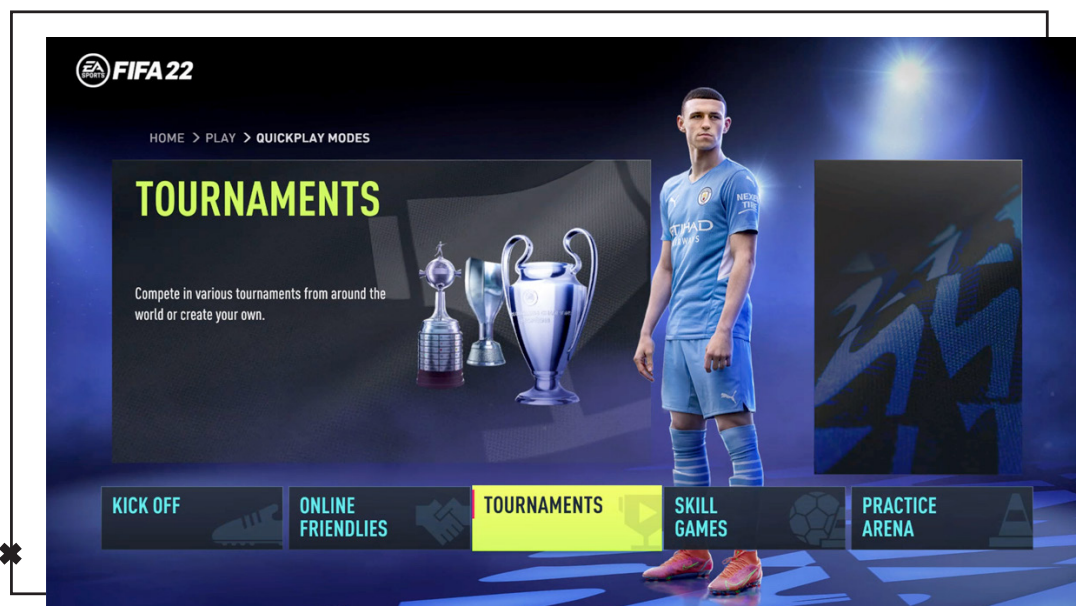 EA
SPORTS
FIFA 22
HOME > PLAY > QUICKPLAY MODES
TOURNAMENTS
Compete in various tournaments from around the
world or create your own.
KICK OFF
ONLINE
FRIENDLIES
TOURNAMENTS
SKILL
GAMES
PRACTICE
ARENA